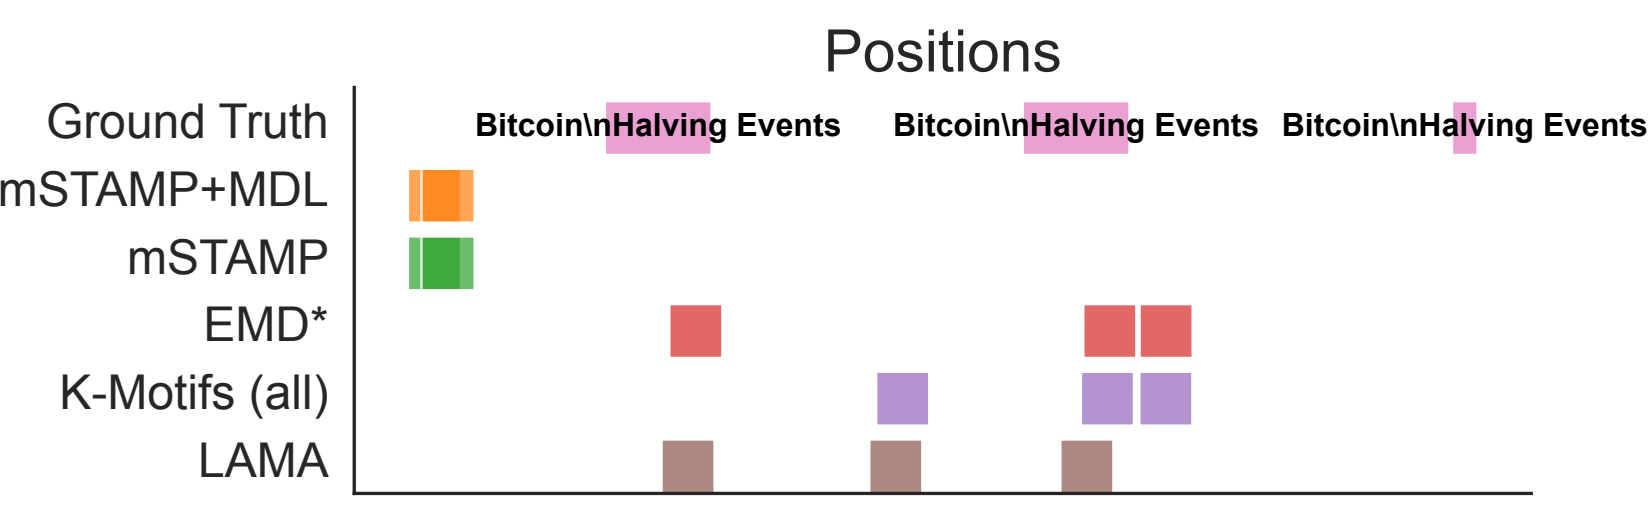 Positions
Ground Truth
Bitcoin\nHalving Events
Bitcoin\nHalving Events
Bitcoin\nHalving Events
mSTAMP+MDL
mSTAMP
EMD*
K-Motifs (all)
LAMA